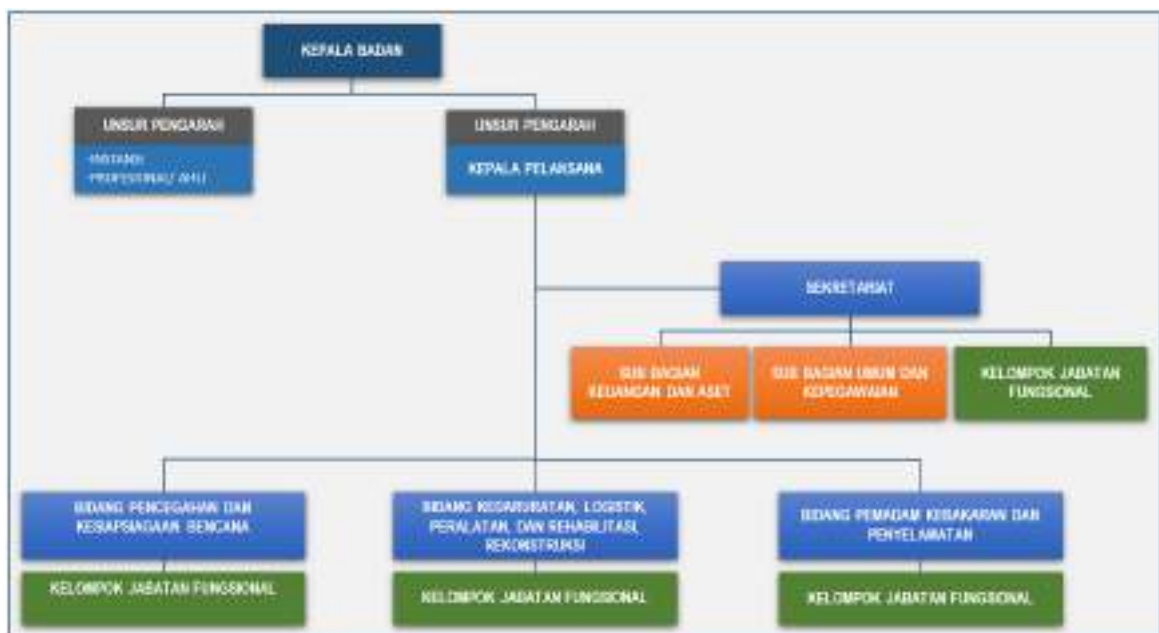 KEPALA BADAN
UNSUR PENGARAH
-INSTANSI
-PROFESIONAL/ AHLI
UNSUR PENGARAH
KEPALA PELAKSANA
SEKRETARIAT
SUB BAGIAN
KEUANGAN DAN ASET
SUB BAGIAN UMUM DAN
KEPEGAWAIAN
KELOMPOK JABATAN
FUNGSIONAL
BIDANG PENCEGAHAN DAN
KESIAPSIAGAAN BENCANA
BIDANG KEDARURATAN, LOGISTIK,
PERALATAN, DAN REHABILITASI,
REKONSTRUKSI
BIDANG PEMADAM KEBAKARAN DAN
PENYELAMATAN
KELOMPOK JABATAN FUNGSIONAL
KELOMPOK JABATAN FUNGSIONAL
KELOMPOK JABATAN FUNGSIONAL